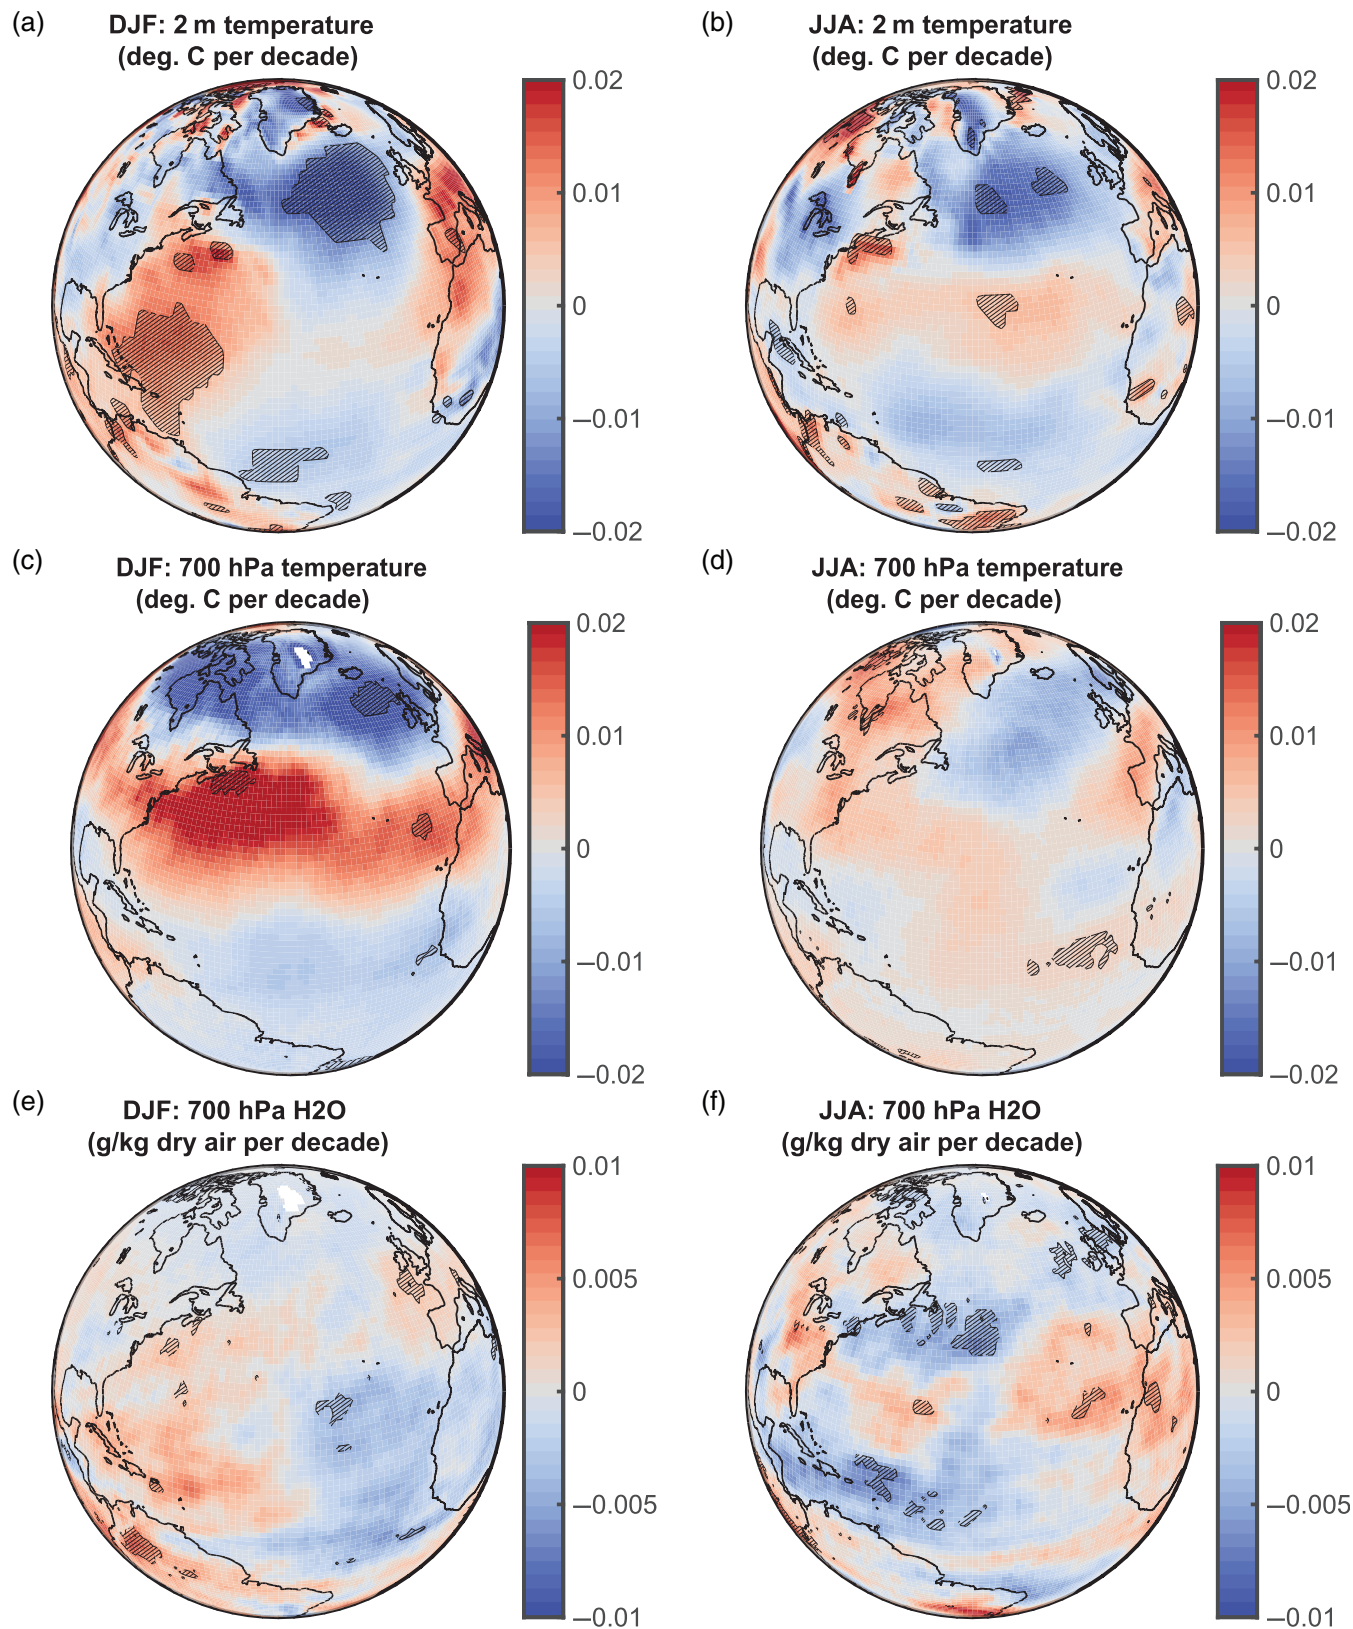 (a)
DJF: 2 m temperature
(deg. C per decade)
0.02
0.01
0
–0.01
–0.02
(b)
JJA: 2 m temperature
(deg. C per decade)
0.02
0.01
0
–0.01
–0.02
(c)
DJF: 700 hPa temperature
(deg. C per decade)
0.02
0.01
0
–0.01
–0.02
(d)
JJA: 700 hPa temperature
(deg. C per decade)
0.02
0.01
0
–0.01
–0.02
(e)
DJF: 700 hPa H2O
(g/kg dry air per decade)
0.01
0.005
0
–0.005
–0.01
(f)
JJA: 700 hPa H2O
(g/kg dry air per decade)
0.01
0.005
0
–0.005
–0.01